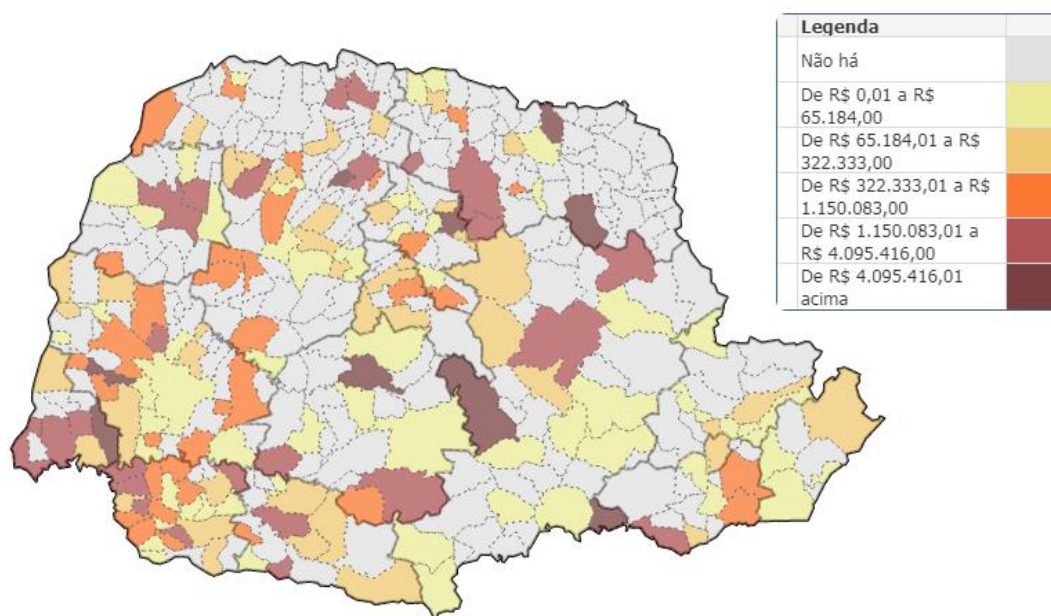 Legenda
Não há
De R$ 0,01 a R$
65.184,00
De R$ 65.184,01 a R$
322.333,00
De R$ 322.333,01 a R$
1.150.083,00
De R$ 1.150.083,01 a
R$ 4.095.416,00
De R$ 4.095.416,01
acima